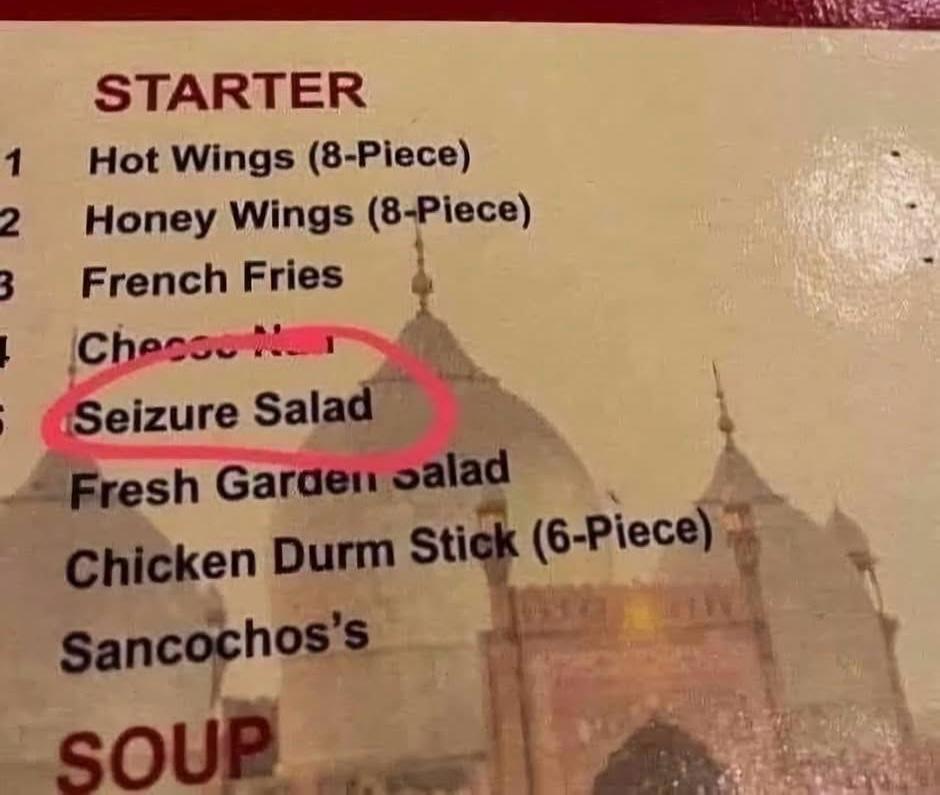 STARTER
1 Hot Wings (8-Piece)
2 Honey Wings (8-Piece)
3 French Fries
Cheese
Seizure Salad
Fresh Garden Salad
Chicken Durm Stick (6-Piece)
Sancochos's
SOUP